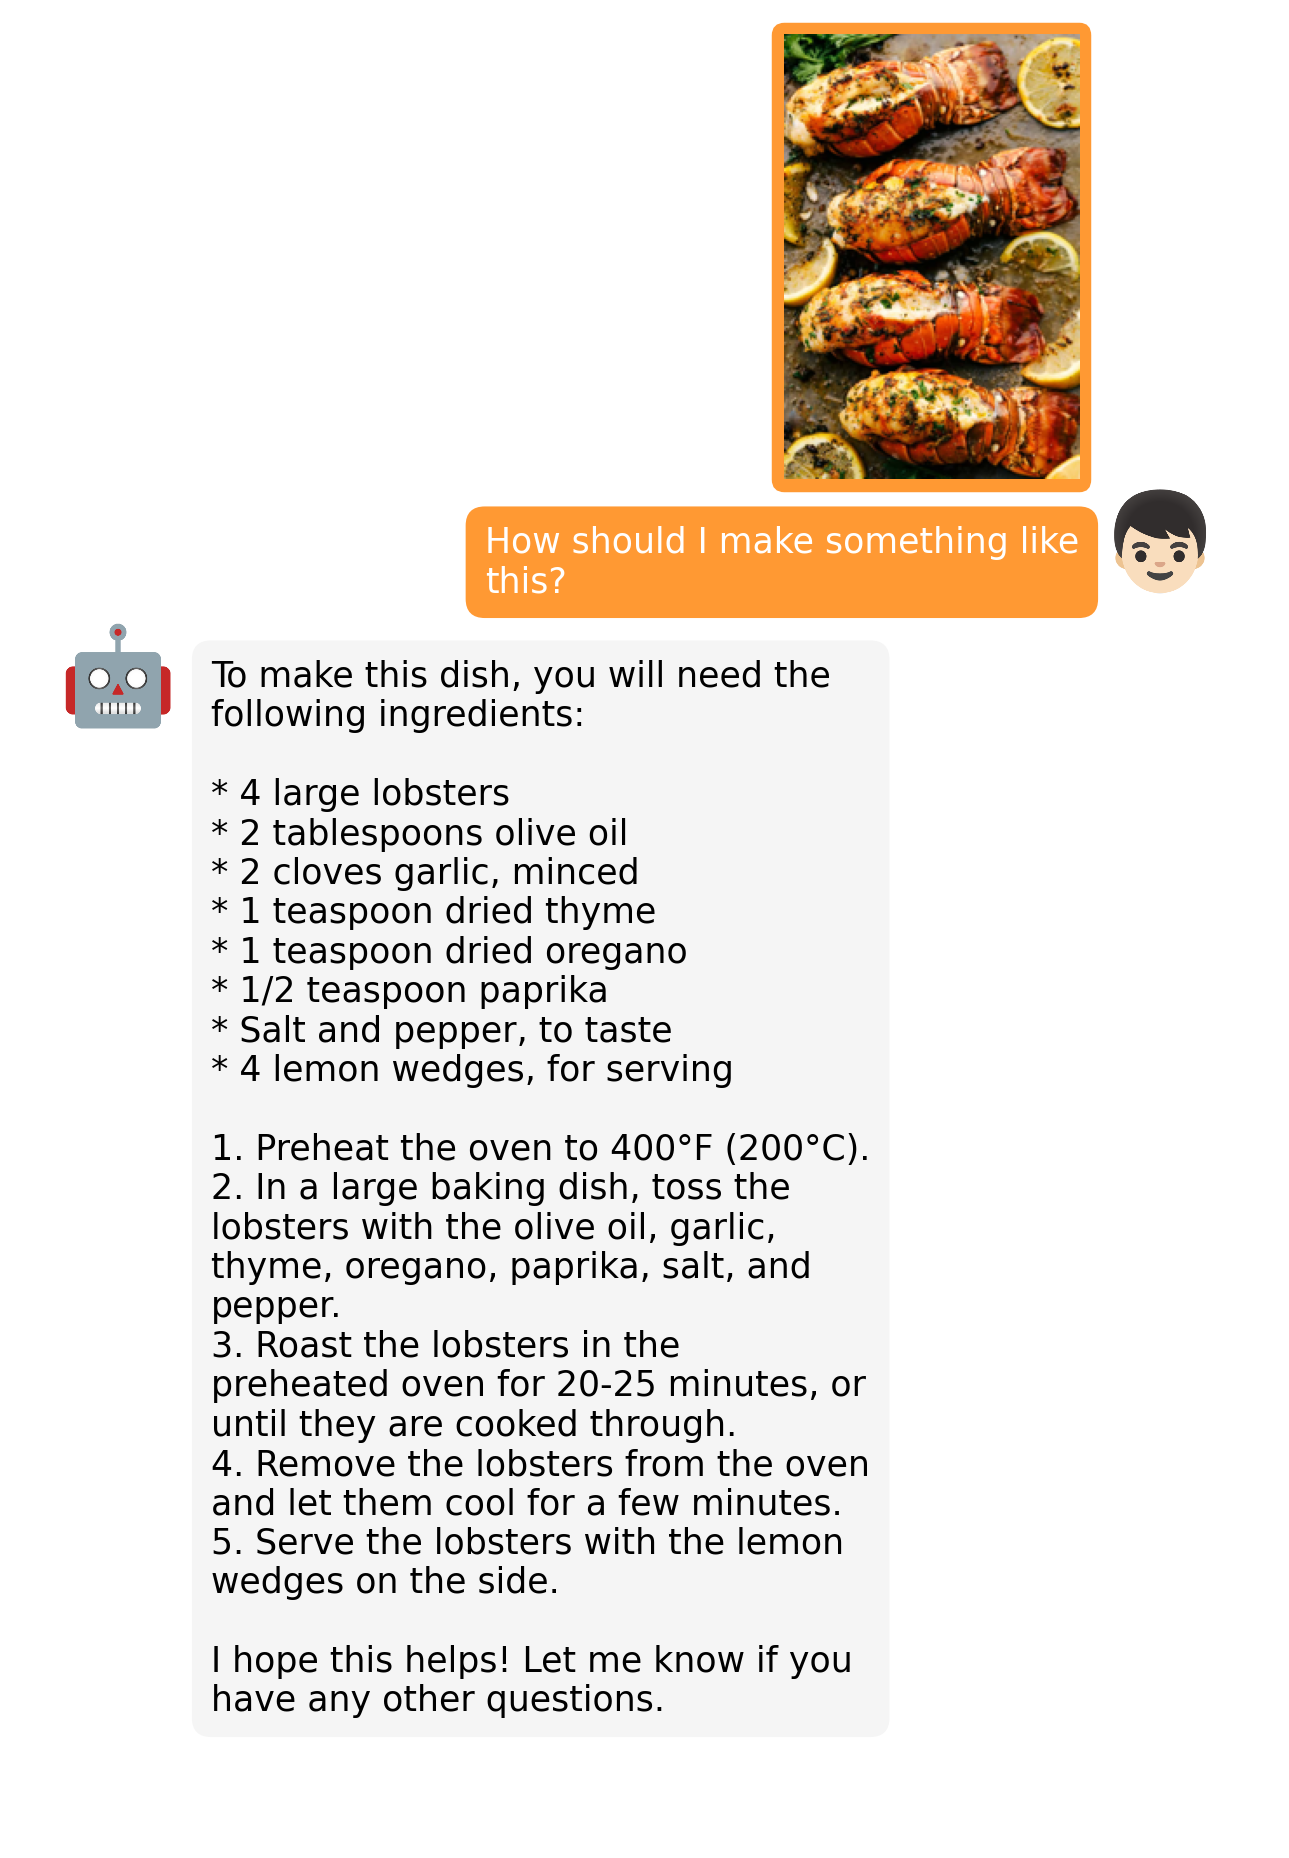 How should I make something like
this?
To make this dish, you will need the
following ingredients:
* 4 large lobsters
* 2 tablespoons olive oil
* 2 cloves garlic, minced
* 1 teaspoon dried thyme
* 1 teaspoon dried oregano
* 1/2 teaspoon paprika
* Salt and pepper, to taste
* 4 lemon wedges, for serving
1. Preheat the oven to 400°F (200°C).
2. In a large baking dish, toss the
lobsters with the olive oil, garlic,
thyme, oregano, paprika, salt, and
pepper.
3. Roast the lobsters in the
preheated oven for 20-25 minutes, or
until they are cooked through.
4. Remove the lobsters from the oven
and let them cool for a few minutes.
5. Serve the lobsters with the lemon
wedges on the side.
I hope this helps! Let me know if you
have any other questions.